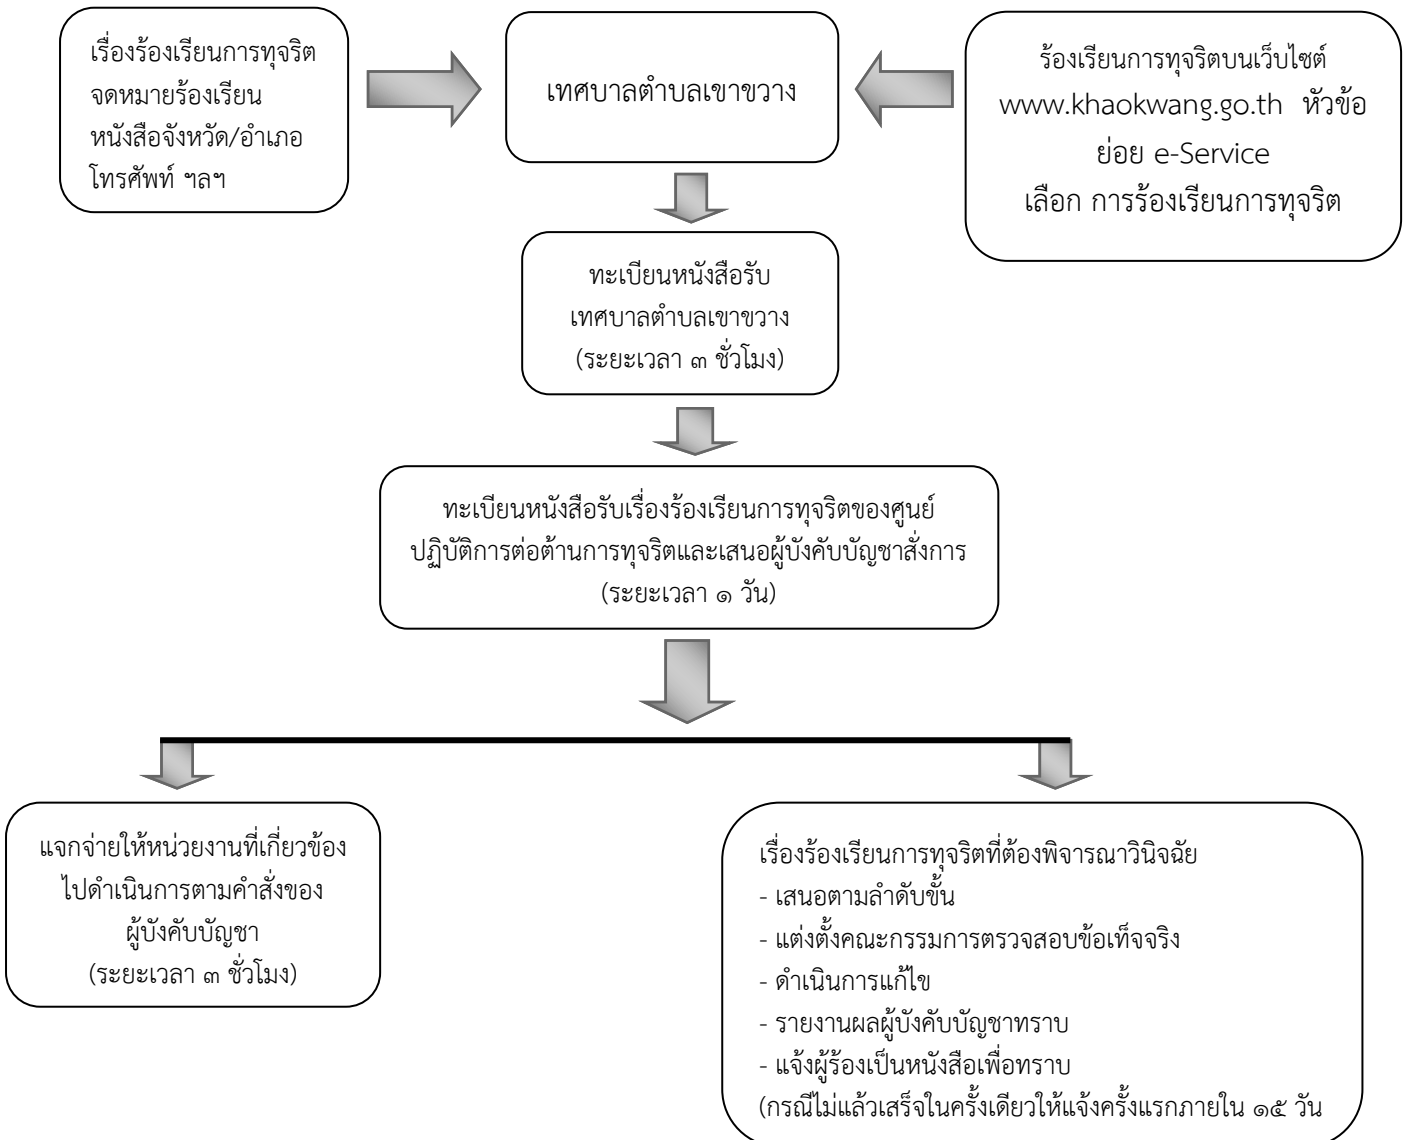 เรื่องร้องเรียนการทุจริต
จดหมายร้องเรียน
หนังสือจังหวัด/อำเภอ
โทรศัพท์ ฯลฯ
เทศบาลตำบลเขาขวาง
ร้องเรียนการทุจริตบนเว็บไซต์
www.khaokwang.go.th หัวข้อ
ย่อย e-Service
เลือก การร้องเรียนการทุจริต
ทะเบียนหนังสือรับ
เทศบาลตำบลเขาขวาง
(ระยะเวลา ๓ ชั่วโมง)
ทะเบียนหนังสือรับเรื่องร้องเรียนการทุจริตของศูนย์
ปฏิบัติการต่อต้านการทุจริตและเสนอผู้บังคับบัญชาสั่งการ
(ระยะเวลา ๑ วัน)
แจกจ่ายให้หน่วยงานที่เกี่ยวข้อง
ไปดำเนินการตามคำสั่งของ
ผู้บังคับบัญชา
(ระยะเวลา ๓ ชั่วโมง)
เรื่องร้องเรียนการทุจริตที่ต้องพิจารณาวินิจฉัย
- เสนอตามลำดับขั้น
- แต่งตั้งคณะกรรมการตรวจสอบข้อเท็จจริง
- ดำเนินการแก้ไข
- รายงานผลผู้บังคับบัญชาทราบ
- แจ้งผู้ร้องเป็นหนังสือเพื่อทราบ
(กรณีไม่แล้วเสร็จในครั้งเดียวให้แจ้งครั้งแรกภายใน ๑๕ วัน